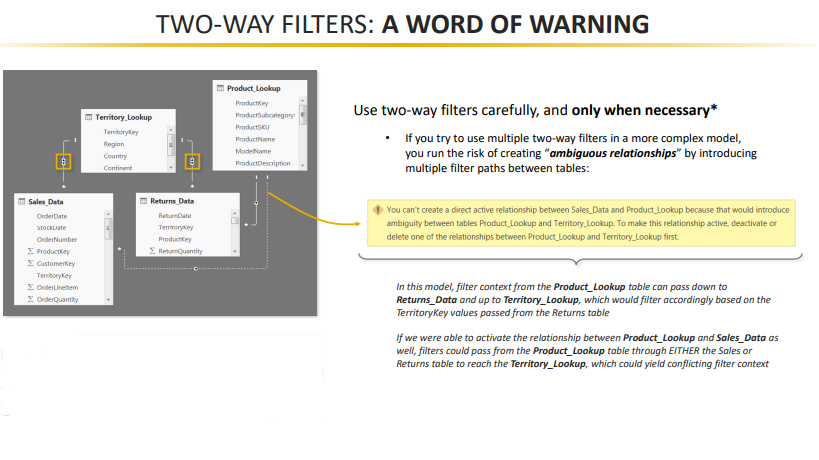 TWO-WAY FILTERS: A WORD OF WARNING
Product_Lookup
ProductKey
ProductSubcategory
ProductSKU
ProductName
ModelName
ProductDescription
Territory_Lookup
TerritoryKey
Region
Country
Continent
1
1
1
1
*
*
*
*
Sales_Data
OrderDate
StockDate
OrderNumber
Σ ProductKey
Σ CustomerKey
TerritoryKey
Σ OrderLineItem
Σ OrderQuantity
Returns_Data
ReturnDate
TerritoryKey
ProductKey
Σ ReturnQuantity
Use two-way filters carefully, and only when necessary*
• If you try to use multiple two-way filters in a more complex model,
you run the risk of creating “ambiguous relationships” by introducing
multiple filter paths between tables:
You can't create a direct active relationship between Sales_Data and Product_Lookup because that would introduce
ambiguity between tables Product_Lookup and Territory_Lookup. To make this relationship active, deactivate or
delete one of the relationships between Product_Lookup and Territory_Lookup first.
In this model, filter context from the Product_Lookup table can pass down to
Returns_Data and up to Territory_Lookup, which would filter accordingly based on the
TerritoryKey values passed from the Returns table
If we were able to activate the relationship between Product_Lookup and Sales_Data as
well, filters could pass from the Product_Lookup table through EITHER the Sales or
Returns table to reach the Territory_Lookup, which could yield conflicting filter context